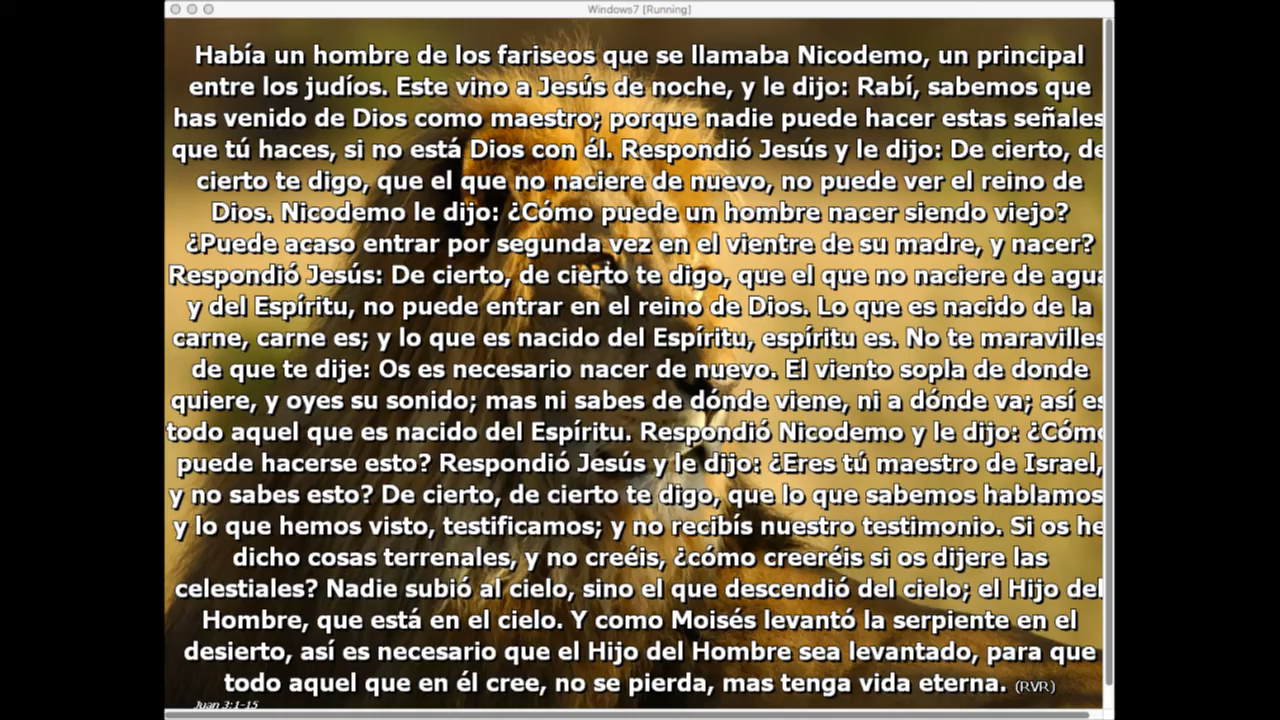 Windows7 [Running]
Había un hombre de los fariseos que se llamaba Nicodemo, un principal
entre los judíos. Este vino a Jesús de noche, y le dijo: Rabí, sabemos que
has venido de Dios como maestro; porque nadie puede hacer estas señales
que tú haces, si no está Dios con él. Respondió Jesús y le dijo: De cierto, de
cierto te digo, que el que no naciere de nuevo, no puede ver el reino de
Dios. Nicodemo le dijo: ¿Cómo puede un hombre nacer siendo viejo?
¿Puede acaso entrar por segunda vez en el vientre de su madre, y nacer?
Respondió Jesús: De cierto, de cierto te digo, que el que no naciere de agua
y del Espíritu, no puede entrar en el reino de Dios. Lo que es nacido de la
carne, carne es; y lo que es nacido del Espíritu, espíritu es. No te maravilles
de que te dije: Os es necesario nacer de nuevo. El viento sopla de donde
quiere, y oyes su sonido; mas ni sabes de dónde viene, ni a dónde va; así es
todo aquel que es nacido del Espíritu. Respondió Nicodemo y le dijo: ¿Cómo
puede hacerse esto? Respondió Jesús y le dijo: ¿Eres tú maestro de Israel,
y no sabes esto? De cierto, de cierto te digo, que lo que sabemos hablamos
y lo que hemos visto, testificamos; y no recibís nuestro testimonio. Si os he
dicho cosas terrenales, y no creéis, ¿cómo creeréis si os dijere las
celestiales? Nadie subió al cielo, sino el que descendió del cielo; el Hijo del
Hombre, que está en el cielo. Y como Moisés levantó la serpiente en el
desierto, así es necesario que el Hijo del Hombre sea levantado, para que
todo aquel que en él cree, no se pierda, mas tenga vida eterna. (RVR)
Juan 3:1-15